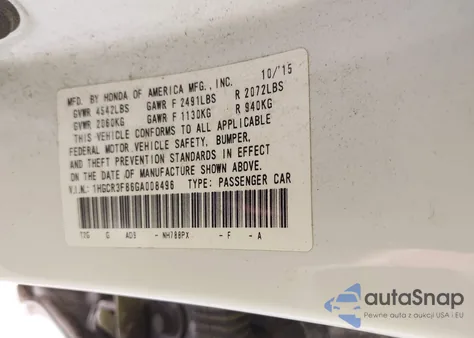 MFD. BY HONDA OF AMERICA MFG., INC. 10/'15
GVWR 4542LBS GAWR F 2491LBS R 2072LBS
GVWR 2060KG GAWR F 1130KG R 940KG
THIS VEHICLE CONFORMS TO ALL APPLICABLE
FEDERAL MOTOR VEHICLE SAFETY, BUMPER,
AND THEFT PREVENTION STANDARDS IN EFFECT
ON THE DATE OF MANUFACTURE SHOWN ABOVE.
V.I.N.: 1HGCR3F86GA008496 TYPE: PASSENGER CAR
G NH788PX -F -A
autoSnap
Pewne auta z aukcji USA i EU